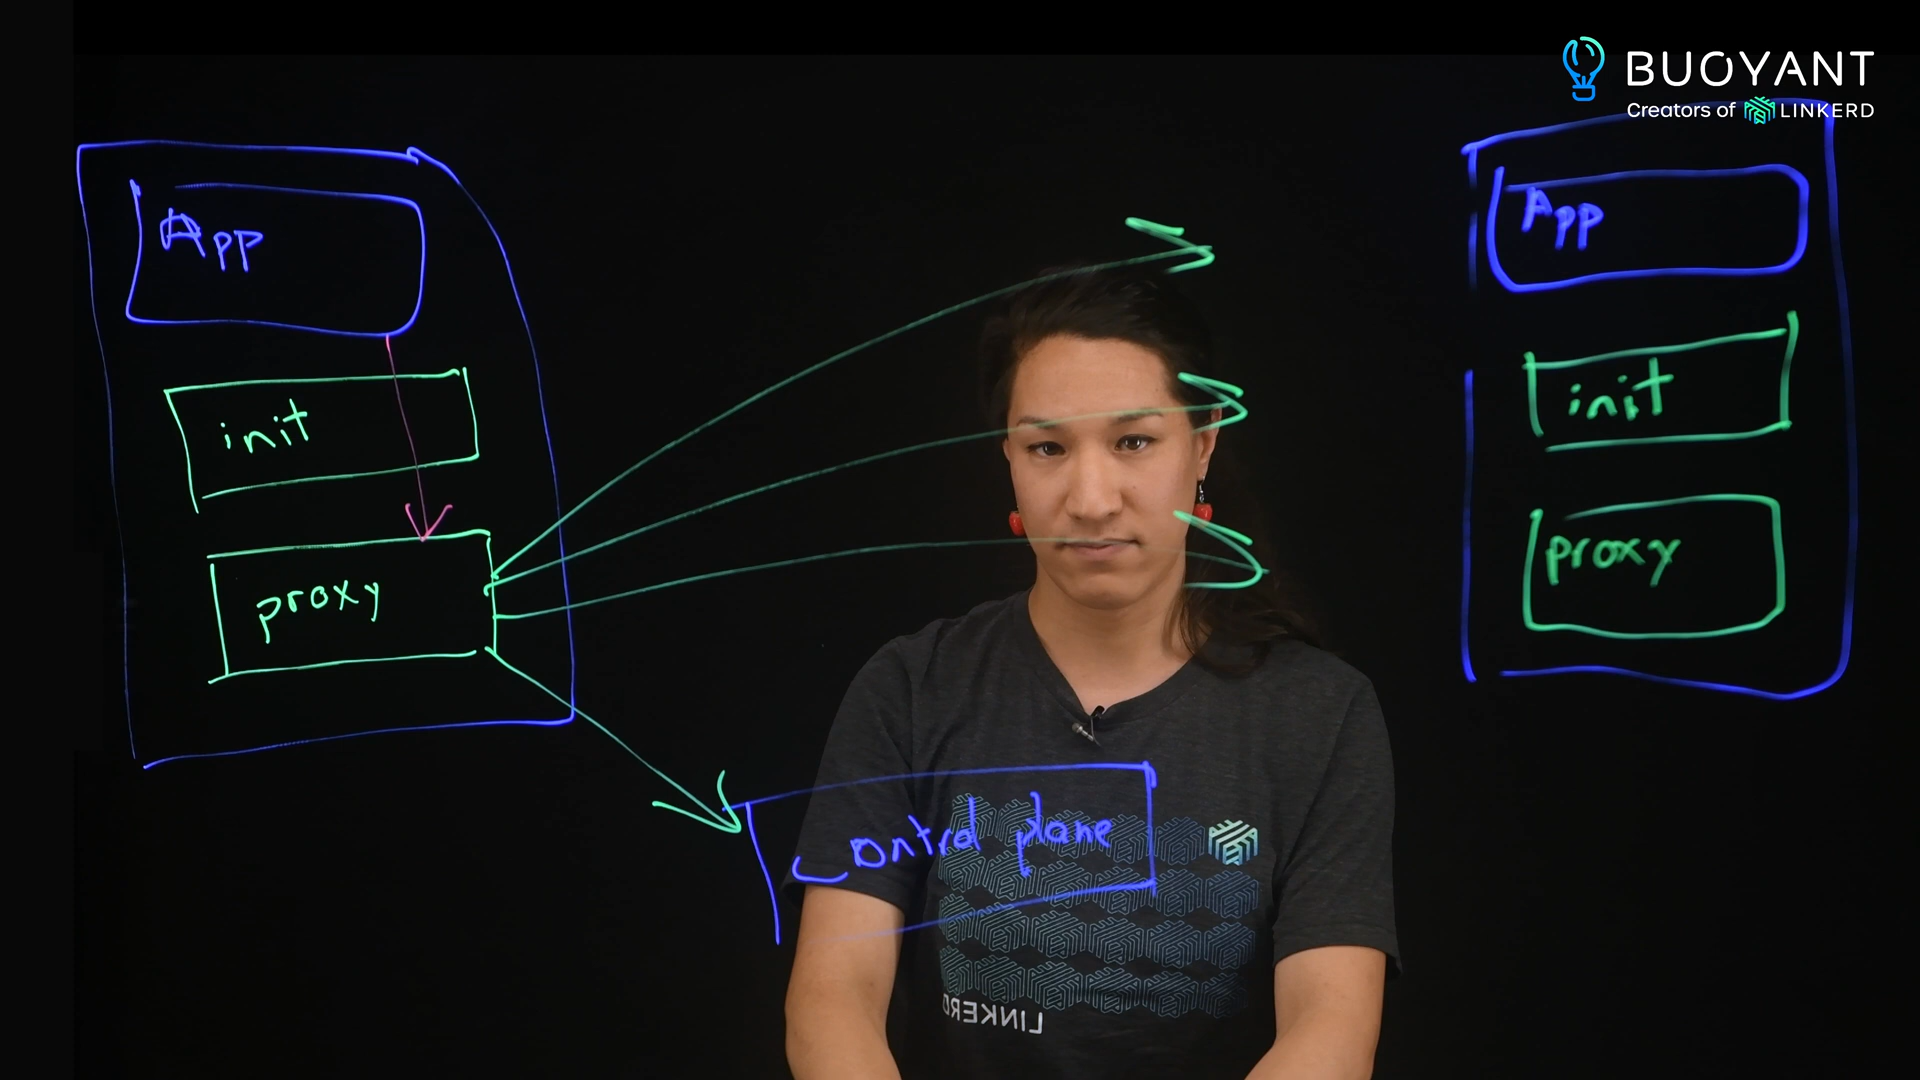 BUOYANT
Creators of LINKERD
App
init
proxy
App
init
proxy
Control plane
LINKERD